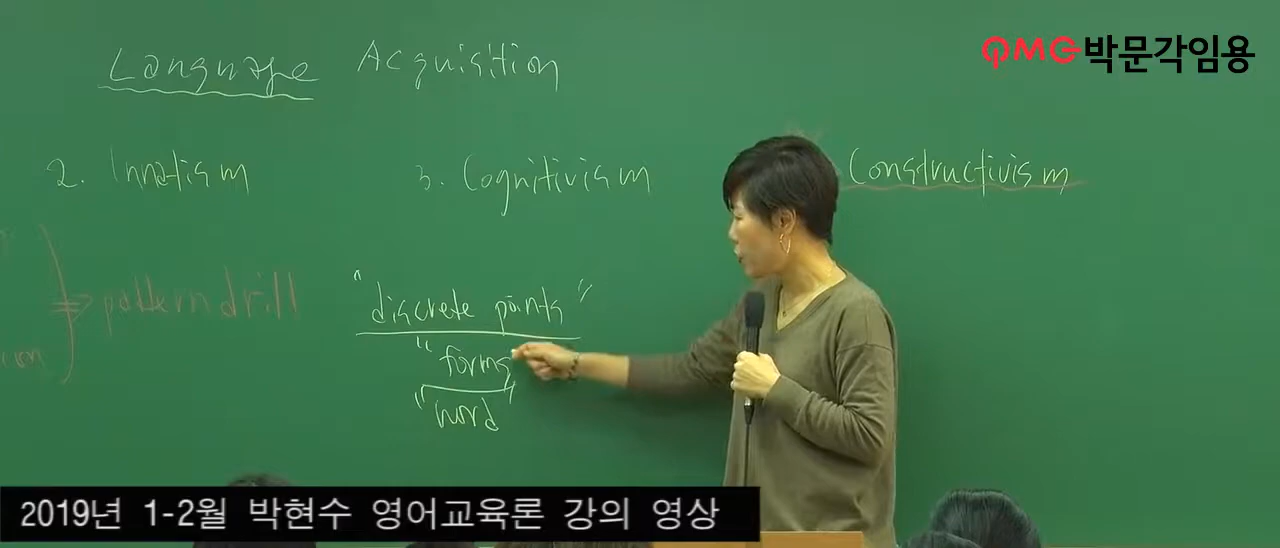 PMG박문각임용
Language Acquisition
2. Innatism
3. Cognitivism
Constructivism
pattern drill
"discrete points"
"forms
"word"
2019년 1-2월 박현수 영어교육론 강의 영상